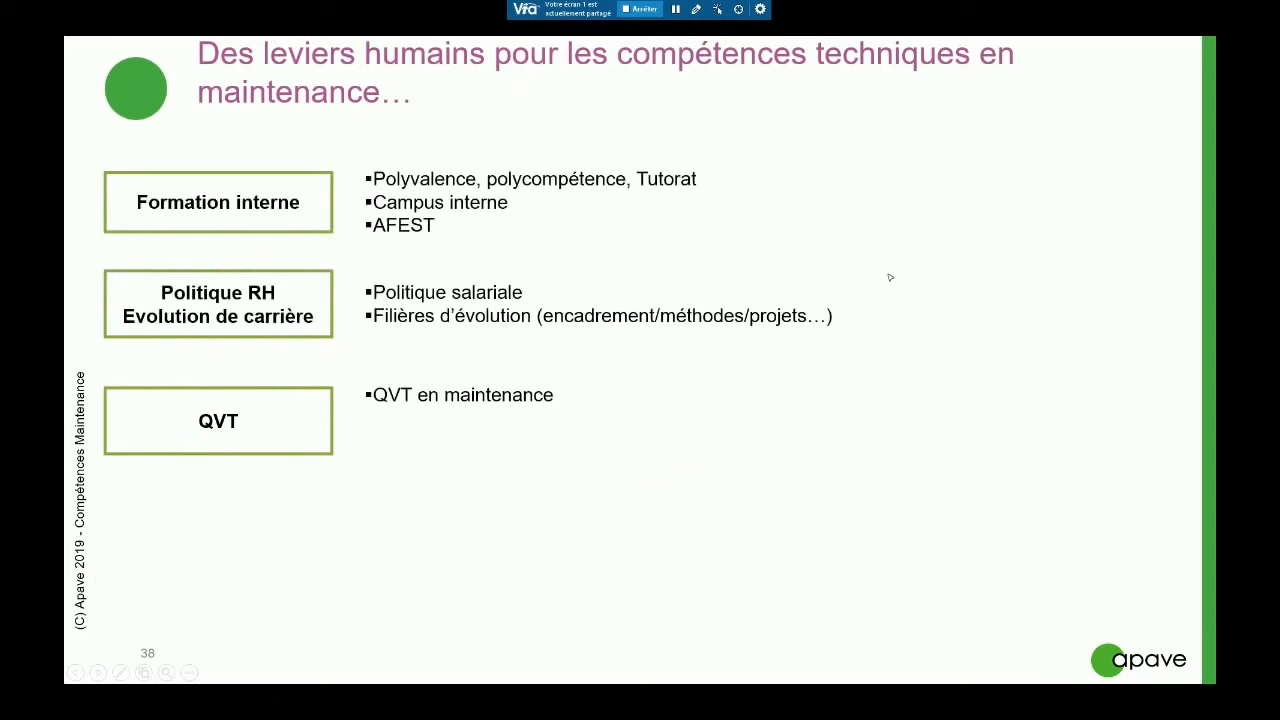 Votre écran 1 est
actuellement partagé
Arrêter
Des leviers humains pour les compétences techniques en
maintenance…
Formation interne
▪Polyvalence, polycompétence, Tutorat
▪Campus interne
▪AFEST
Politique RH
Evolution de carrière
▪Politique salariale
▪Filières d’évolution (encadrement/méthodes/projets…)
QVT
▪QVT en maintenance
(C) Apave 2019 - Compétences Maintenance
38
apave